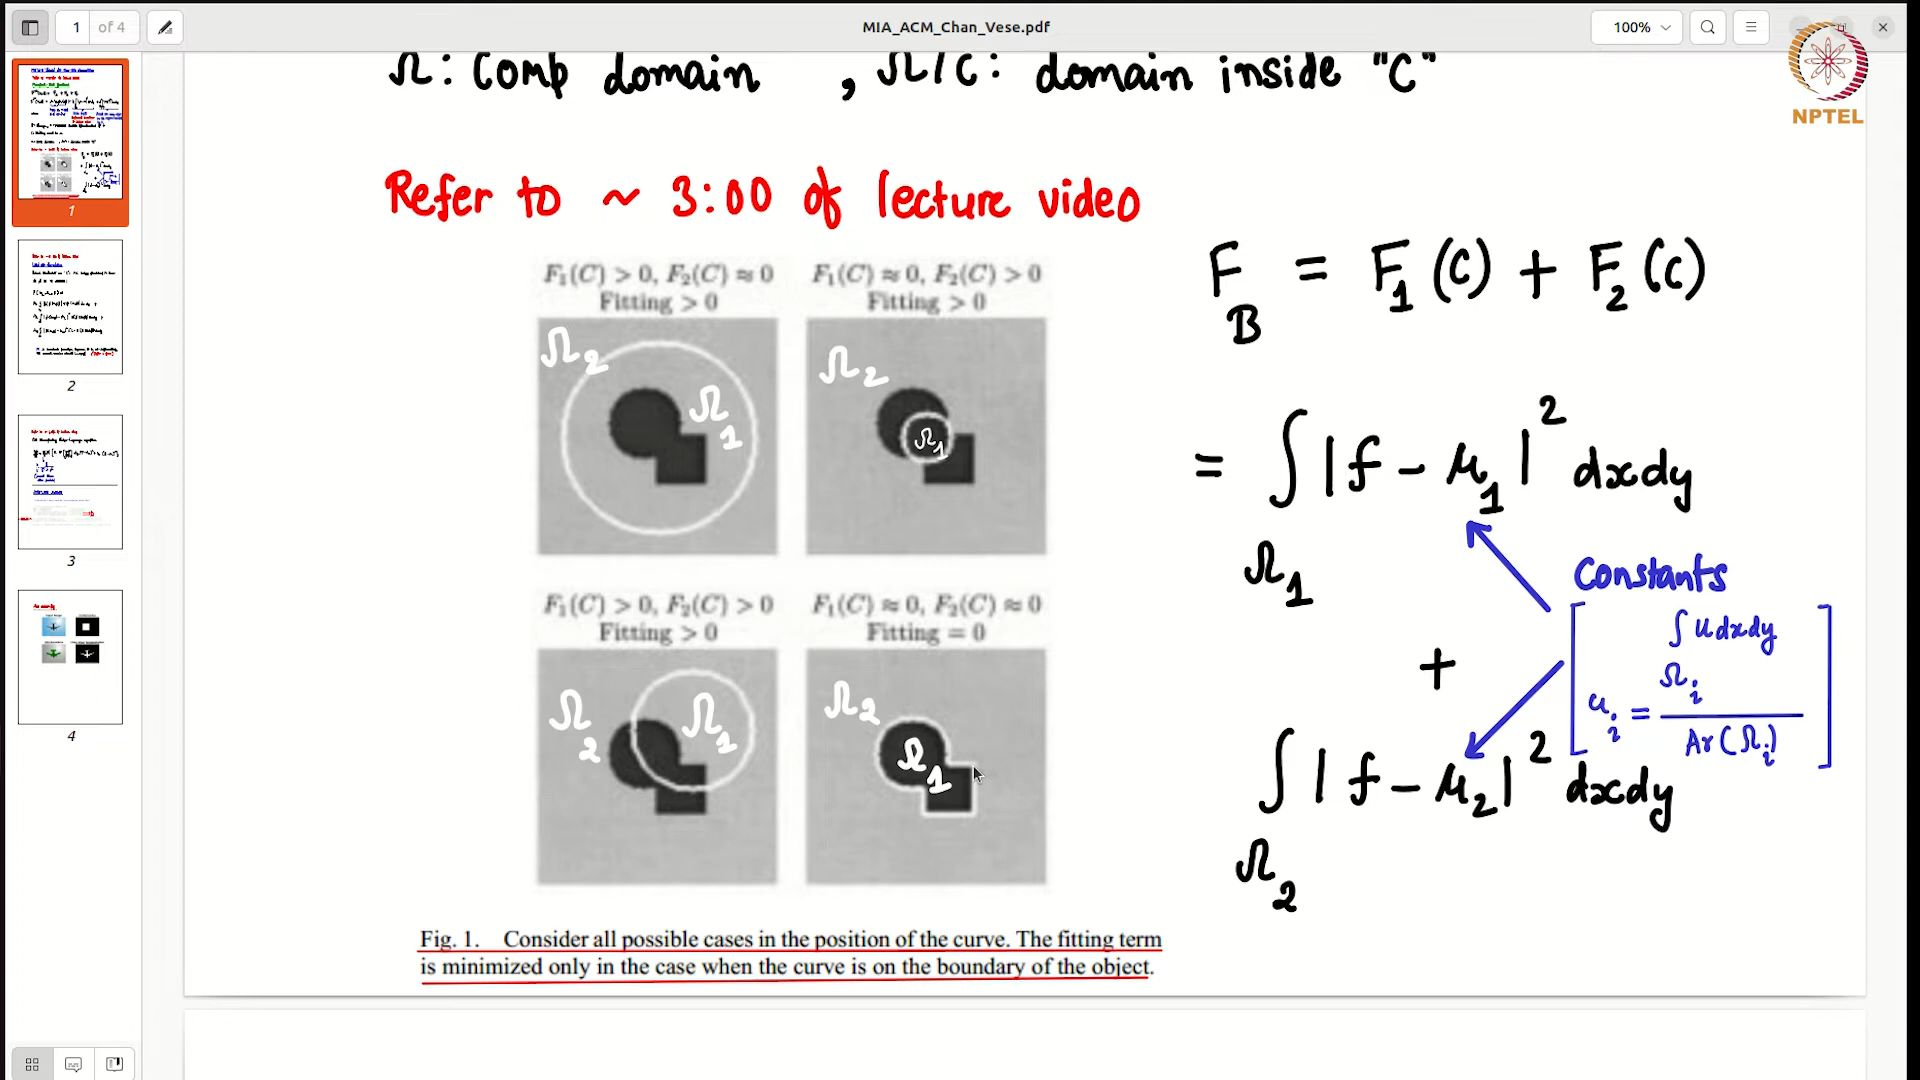 1 of 4
MIA_ACM_Chan_Vese.pdf
100%
NPTEL
Ω: Comp domain , Ω/C: domain inside "C"
Refer to ~ 3:00 of lecture video
F₁(C) > 0, F₂(C) ≈ 0
Fitting > 0
F₁(C) ≈ 0, F₂(C) > 0
Fitting > 0
Ω₂
Ω₁
Ω₂
Ω₁
F₁(C) > 0, F₂(C) > 0
Fitting > 0
F₁(C) ≈ 0, F₂(C) ≈ 0
Fitting = 0
Ω₂
Ω₁
Ω₂
Ω₁
Fig. 1. Consider all possible cases in the position of the curve. The fitting term
is minimized only in the case when the curve is on the boundary of the object.
F_B = F₁(C) + F₂(C)
= ∫ |f - μ₁|² dxdy
Ω₁
Constants
∫ u dxdy
Ω_i
u_i = 
Ar(Ω_i)
+
∫ |f - μ₂|² dxdy
Ω₂
1
2
3
4